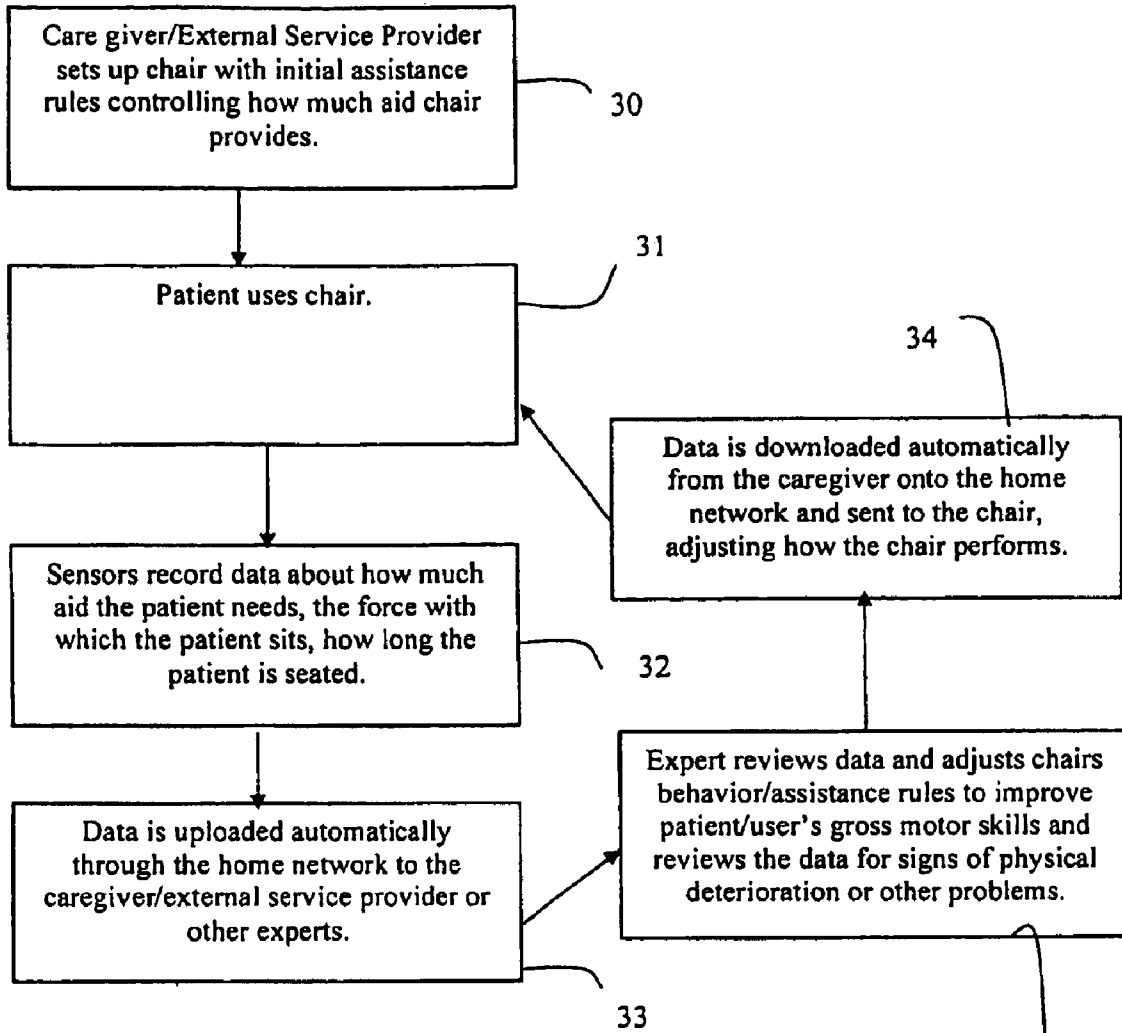 Care giver/External Service Provider
sets up chair with initial assistance
rules controlling how much aid chair
provides.
30
31
Patient uses chair.
34
Data is downloaded automatically
from the caregiver onto the home
network and sent to the chair,
adjusting how the chair performs.
Sensors record data about how much
aid the patient needs, the force with
which the patient sits, how long the
patient is seated.
32
Expert reviews data and adjusts chairs
behavior/assistance rules to improve
patient/user's gross motor skills and
reviews the data for signs of physical
deterioration or other problems.
Data is uploaded automatically
through the home network to the
caregiver/external service provider or
other experts.
33